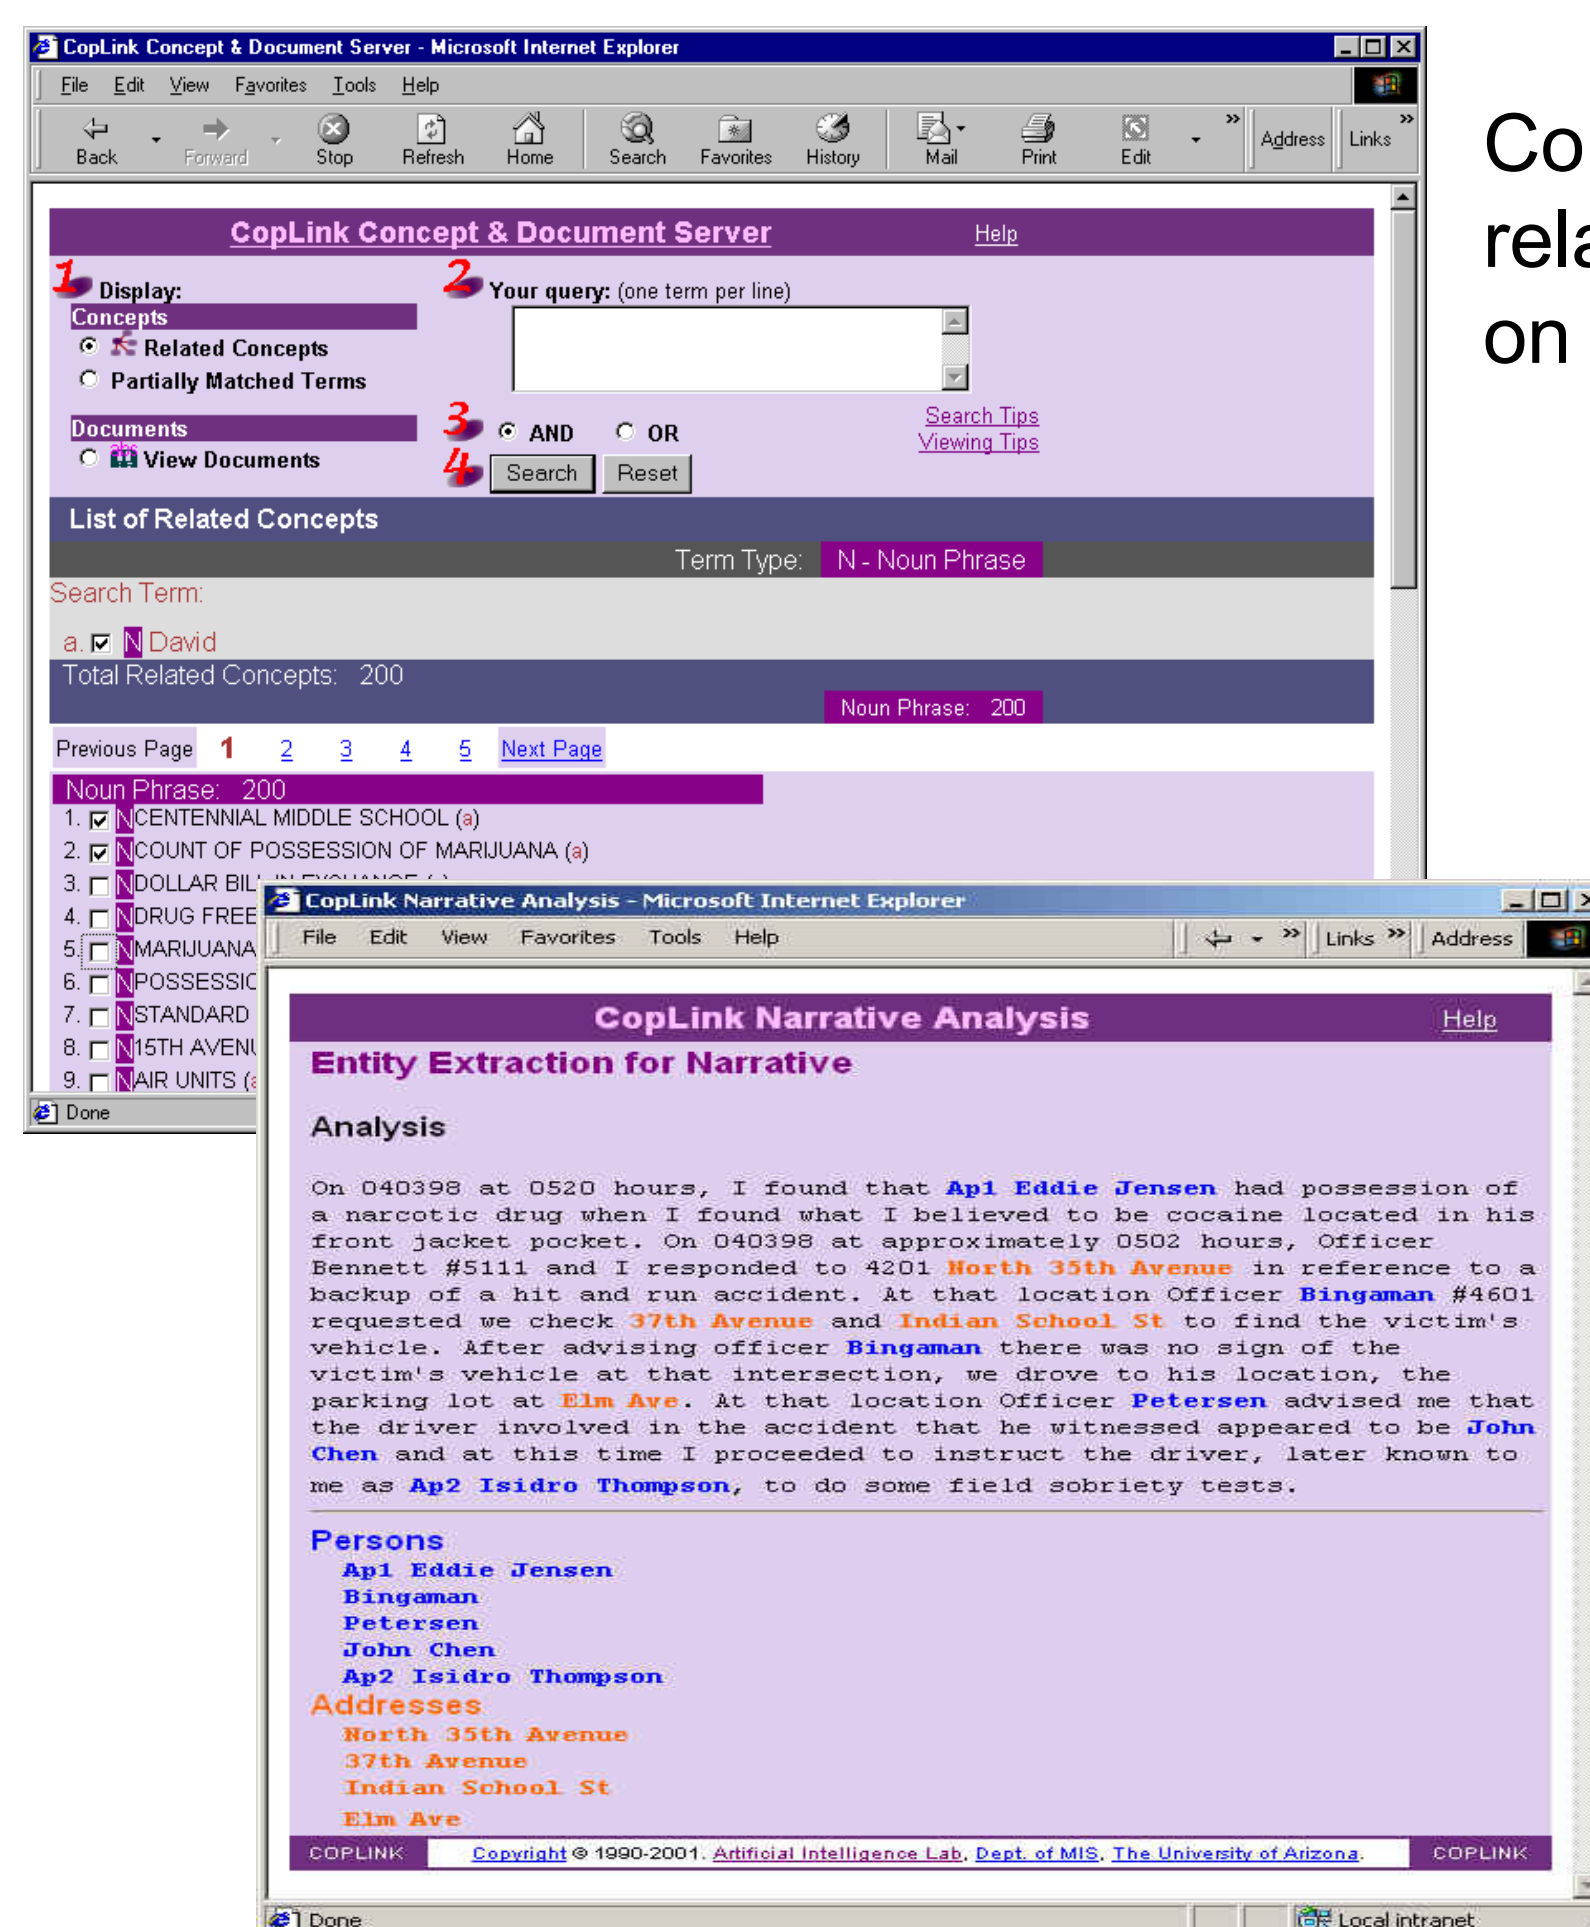 CopLink Concept & Document Server - Microsoft Internet Explorer
File Edit View Favorites Tools Help
Back Forward Stop Refresh Home Search Favorites History Mail Print Edit » Address Links »
CopLink Concept & Document Server Help
1 Display:
Concepts
Related Concepts
Partially Matched Terms
Documents
abs View Documents
2 Your query: (one term per line)
3 AND OR
4 Search Reset
Search Tips
Viewing Tips
List of Related Concepts
Term Type: N - Noun Phrase
Search Term:
a. N David
Total Related Concepts: 200
Noun Phrase: 200
Previous Page 1 2 3 4 5 Next Page
Noun Phrase: 200
1. N CENTENNIAL MIDDLE SCHOOL (a)
2. N COUNT OF POSSESSION OF MARIJUANA (a)
3. N DOLLAR BILL IN EXCHANGE
4. N DRUG FREE
5. N MARIJUANA
6. N POSSESSIO
7. N STANDARD
8. N 15TH AVENU
9. N AIR UNITS (a
Done
Co
rela
on
CopLink Narrative Analysis - Microsoft Internet Explorer
File Edit View Favorites Tools Help » Links » Address
CopLink Narrative Analysis Help
Entity Extraction for Narrative
Analysis
On 040398 at 0520 hours, I found that Ap1 Eddie Jensen had possession of
a narcotic drug when I found what I believed to be cocaine located in his
front jacket pocket. On 040398 at approximately 0502 hours, Officer
Bennett #5111 and I responded to 4201 North 35th Avenue in reference to a
backup of a hit and run accident. At that location Officer Bingaman #4601
requested we check 37th Avenue and Indian School St to find the victim's
vehicle. After advising officer Bingaman there was no sign of the
victim's vehicle at that intersection, we drove to his location, the
parking lot at Elm Ave. At that location Officer Petersen advised me that
the driver involved in the accident that he witnessed appeared to be John
Chen and at this time I proceeded to instruct the driver, later known to
me as Ap2 Isidro Thompson, to do some field sobriety tests.
Persons
Ap1 Eddie Jensen
Bingaman
Petersen
John Chen
Ap2 Isidro Thompson
Addresses
North 35th Avenue
37th Avenue
Indian School St
Elm Ave
COPLINK Copyright © 1990-2001. Artificial Intelligence Lab, Dept. of MIS, The University of Arizona. COPLINK
Done Local intranet